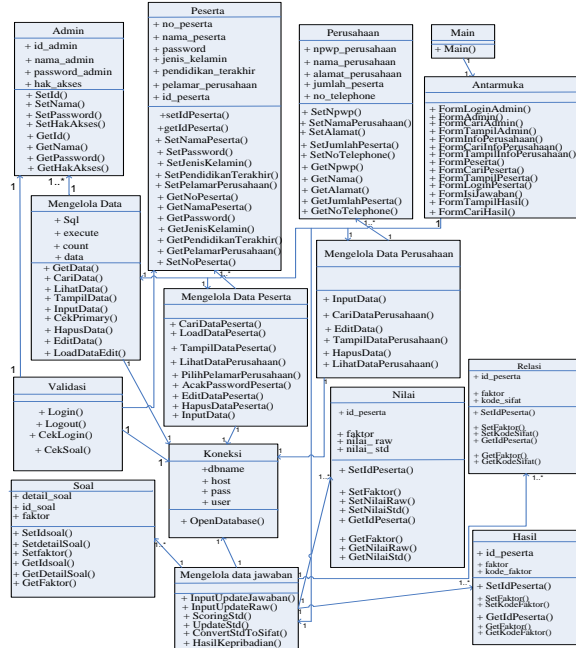 Admin
+ id_admin
+ nama_admin
+ password_admin
+ hak_akses
+ SetId()
+ SetNama()
+ SetPassword()
+ SetHakAkses()
+ GetId()
+ GetNama()
+ GetPassword()
+ GetHakAkses()
Peserta
+ no_peserta
+ nama_peserta
+ password
+ jenis_kelamin
+ pendidikan_terakhir
+ pelamar_perusahaan
+ id_peserta
+setIdPeserta()
+getIdPeserta()
+ SetNamaPeserta()
+ SetPassword()
+ SetJenisKelamin()
+ SetPendidikanTerakhir()
+ SetPelamarPerusahaan()
+ GetNoPeserta()
+ GetNamaPeserta()
+ GetPassword()
+ GetJenisKelamin()
+ GetPendidikanTerakhir()
+ GetPelamarPerusahaan()
+ SetNoPeserta()
Perusahaan
+ npwp_perusahaan
+ nama_perusahaan
+ alamat_perusahaan
+ jumlah_peserta
+ no_telephone
+ SetNpwp()
+ SetNamaPerusahaan()
+ SetAlamat()
+ SetJumlahPeserta()
+ SetNoTelephone()
+ GetNpwp()
+ GetNama()
+ GetAlamat()
+ GetJumlahPeserta()
+ GetNoTelephone()
Main
+ Main()
Antarmuka
+ FormLoginAdmin()
+ FormAdmin()
+ FormCariAdmin()
+ FormTampilAdmin()
+ FormInfoPerusahaan()
+ FormCariInfoPerusahaan()
+ FormTampilInfoPerusahaan()
+ FormPeserta()
+ FormCariPeserta()
+ FormTampilPeserta()
+ FormLoginPeserta()
+ FormIsiJawaban()
+ FormTampilHasil()
+ FormCariHasil()
Mengelola Data
+ Sql
+ execute
+ count
+ data
+ GetData()
+ CariData()
+ LihatData()
+ TampilData()
+ InputData()
+ CekPrimary()
+ HapusData()
+ EditData()
+ LoadDataEdit()
Mengelola Data Peserta
+ CariDataPeserta()
+ LoadDataPeserta()
+ TampilDataPeserta()
+ LihatDataPerusahaan()
+ PilihPelamarPerusahaan()
+ AcakPasswordPeserta()
+ EditDataPeserta()
+ HapusDataPeserta()
+ InputData()
Mengelola Data Perusahaan
+ InputData()
+ CariDataPerusahaan()
+ EditData()
+ TampilDataPerusahaan()
+ HapusData()
+ LihatDataPerusahaan()
Validasi
+ Login()
+ Logout()
+ CekLogin()
+ CekSoal()
Koneksi
+dbname
+ host
+ pass
+ user
+ OpenDatabase()
Nilai
+ id_peserta
+ faktor
+ nilai_ raw
+ nilai_ std
+ SetIdPeserta()
+ SetFaktor()
+ SetNilaiRaw()
+ SetNilaiStd()
+ GetIdPeserta()
+ GetFaktor()
+ GetNilaiRaw()
+ GetNilaiStd()
Relasi
+ id_peserta
+ faktor
+ kode_sifat
+ SetIdPeserta()
+ SetFaktor()
+ SetKodeSifat()
+ GetIdPeserta()
+ GetFaktor()
+ GetKodeSifat()
Soal
+ detail_soal
+ id_soal
+ faktor
+ SetIdsoal()
+ SetdetailSoal()
+ Setfaktor()
+ GetIdsoal()
+ GetDetailSoal()
+ GetFaktor()
Mengelola data jawaban
+ InputUpdateJawaban()
+ InputUpdateRaw()
+ ScoringStd()
+ UpdateStd()
+ ConvertStdToSifat()
+ HasilKepribadian()
Hasil
+ id_peserta
+ faktor
+ kode_faktor
+ SetIdPeserta()
+ SetFaktor()
+ SetKodeFaktor()
+ GetIdPeserta()
+ GetFaktor()
+ GetKodeFaktor()